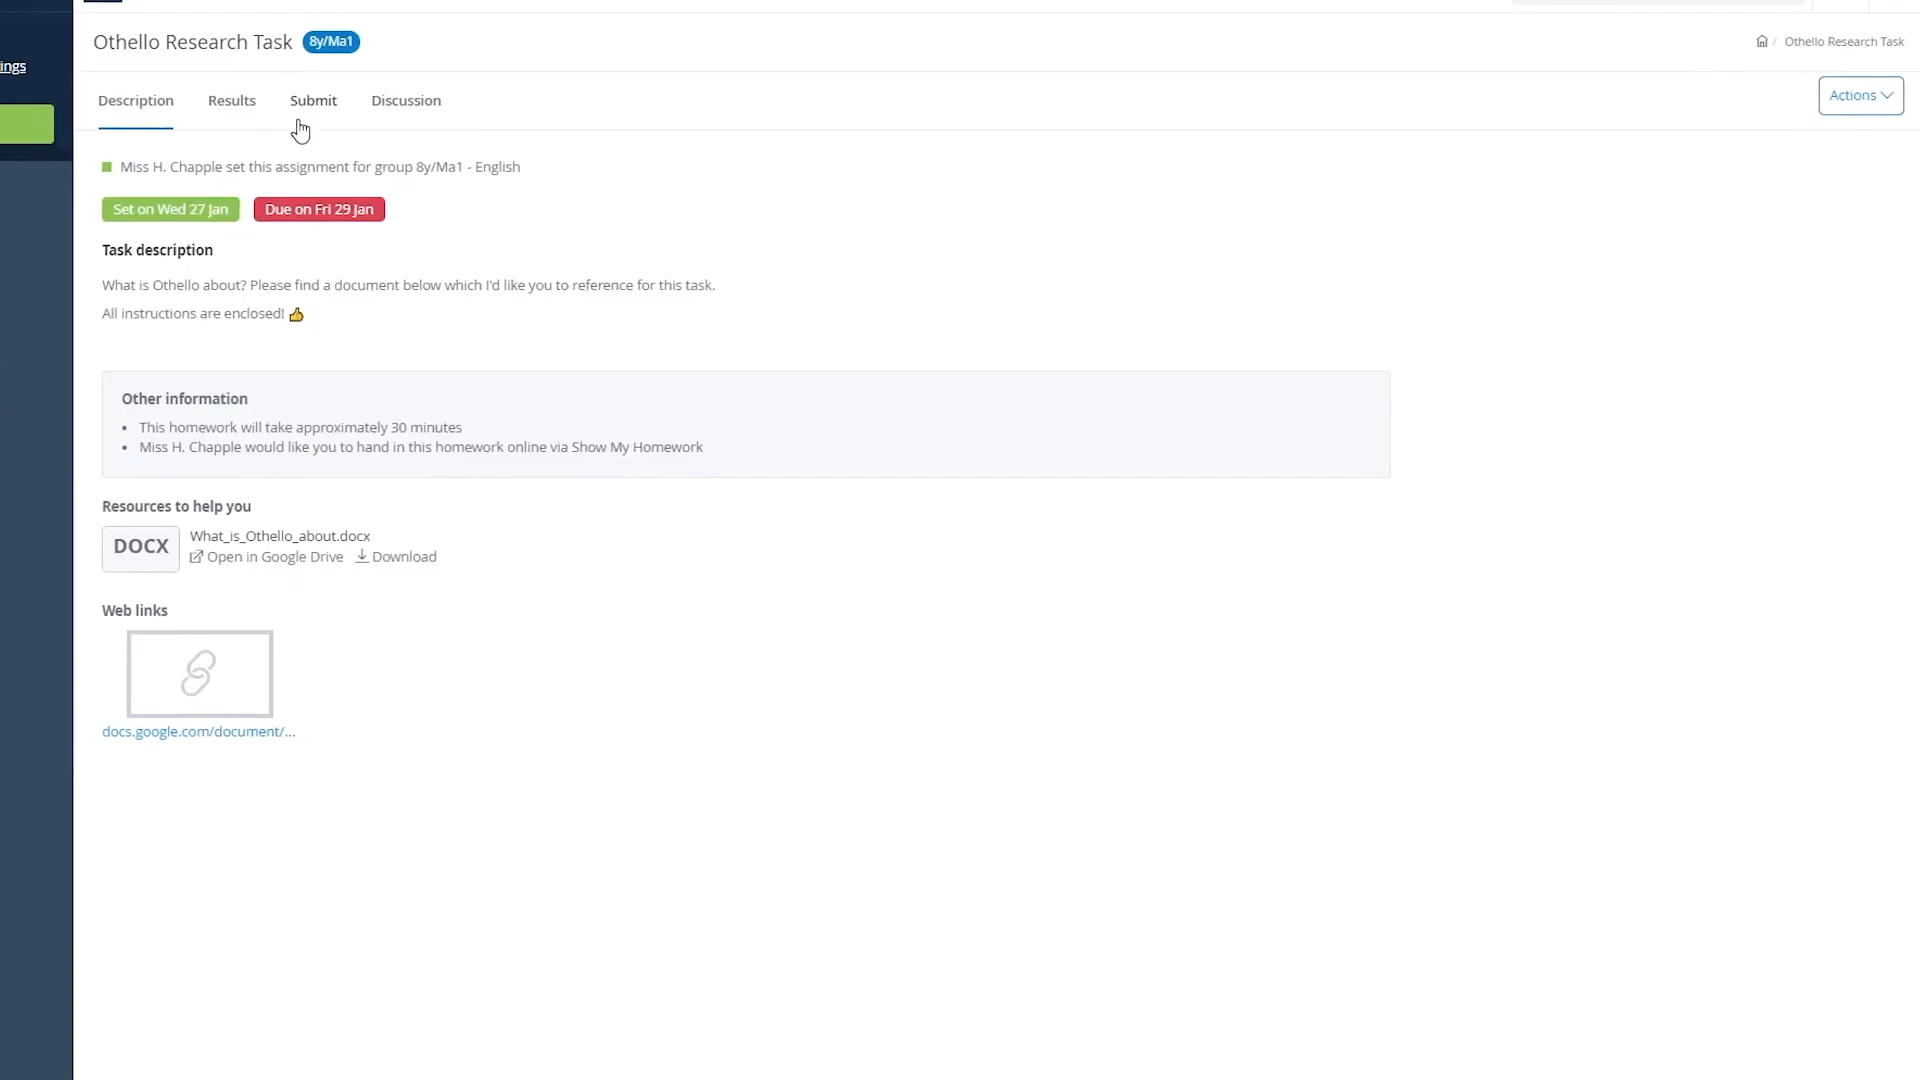 Othello Research Task 8y/Ma1
Othello Research Task
ings
Description Results Submit Discussion
Actions
Miss H. Chapple set this assignment for group 8y/Ma1 - English
Set on Wed 27 Jan Due on Fri 29 Jan
Task description
What is Othello about? Please find a document below which I'd like you to reference for this task.
All instructions are enclosed! 👍
Other information
• This homework will take approximately 30 minutes
• Miss H. Chapple would like you to hand in this homework online via Show My Homework
Resources to help you
DOCX
What_is_Othello_about.docx
Open in Google Drive Download
Web links
docs.google.com/document/...